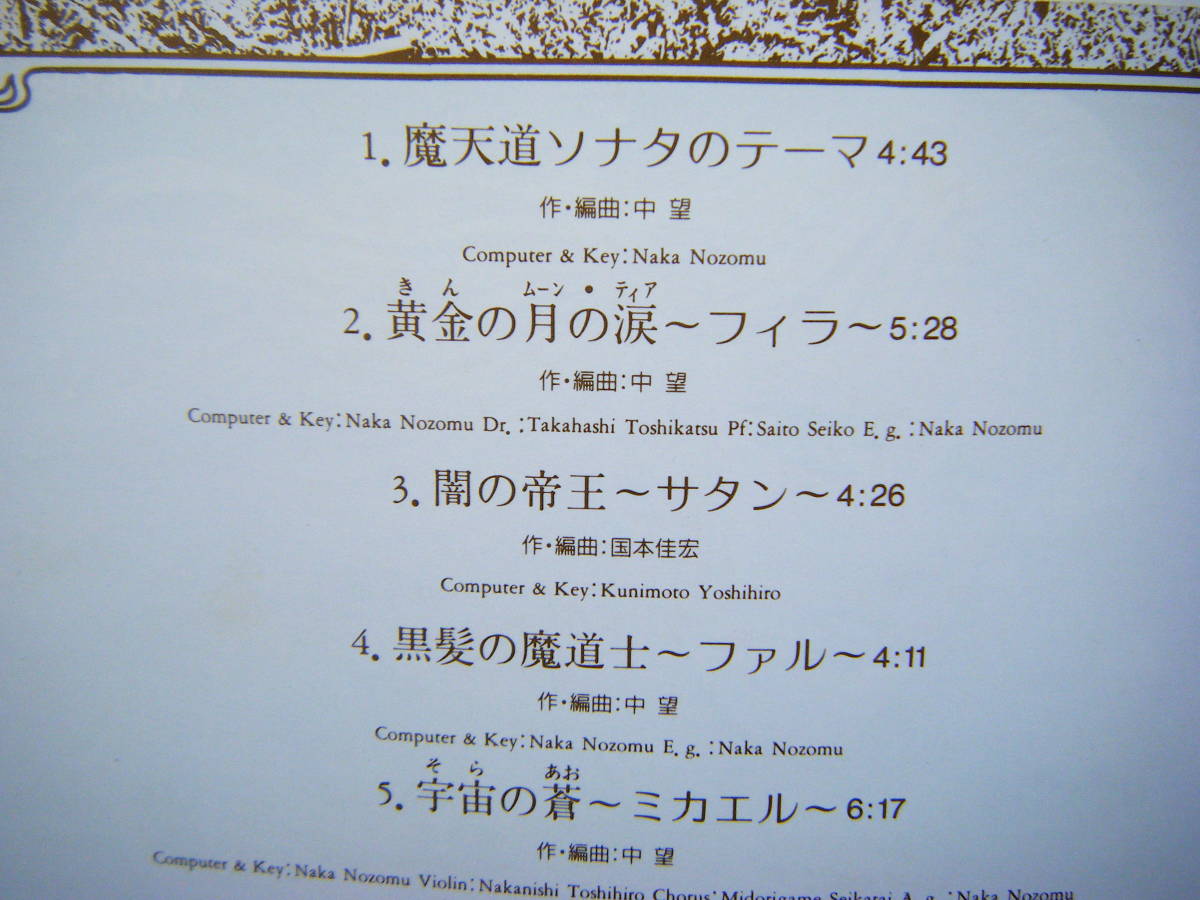 1. 魔天道ソナタのテーマ 4:43
作・編曲:中 望
Computer & Key:Naka Nozomu
きん ムーン・ティア
2. 黄金の月の涙〜フィラ〜5:28
作・編曲:中 望
Computer & Key:Naka Nozomu Dr.:Takahashi Toshikatsu Pf:Saito Seiko E.g.:Naka Nozomu
3. 闇の帝王〜サタン〜4:26
作・編曲:国本佳宏
Computer & Key:Kunimoto Yoshihiro
4. 黒髪の魔道士〜ファル〜4:11
作・編曲:中 望
Computer & Key:Naka Nozomu E.g.:Naka Nozomu
そら あお
5. 宇宙の蒼〜ミカエル〜6:17
作・編曲:中 望
Computer & Key:Naka Nozomu Violin:Nakanishi Toshihiro Chorus:Midorigame Seikatai A.g.:Naka Nozomu